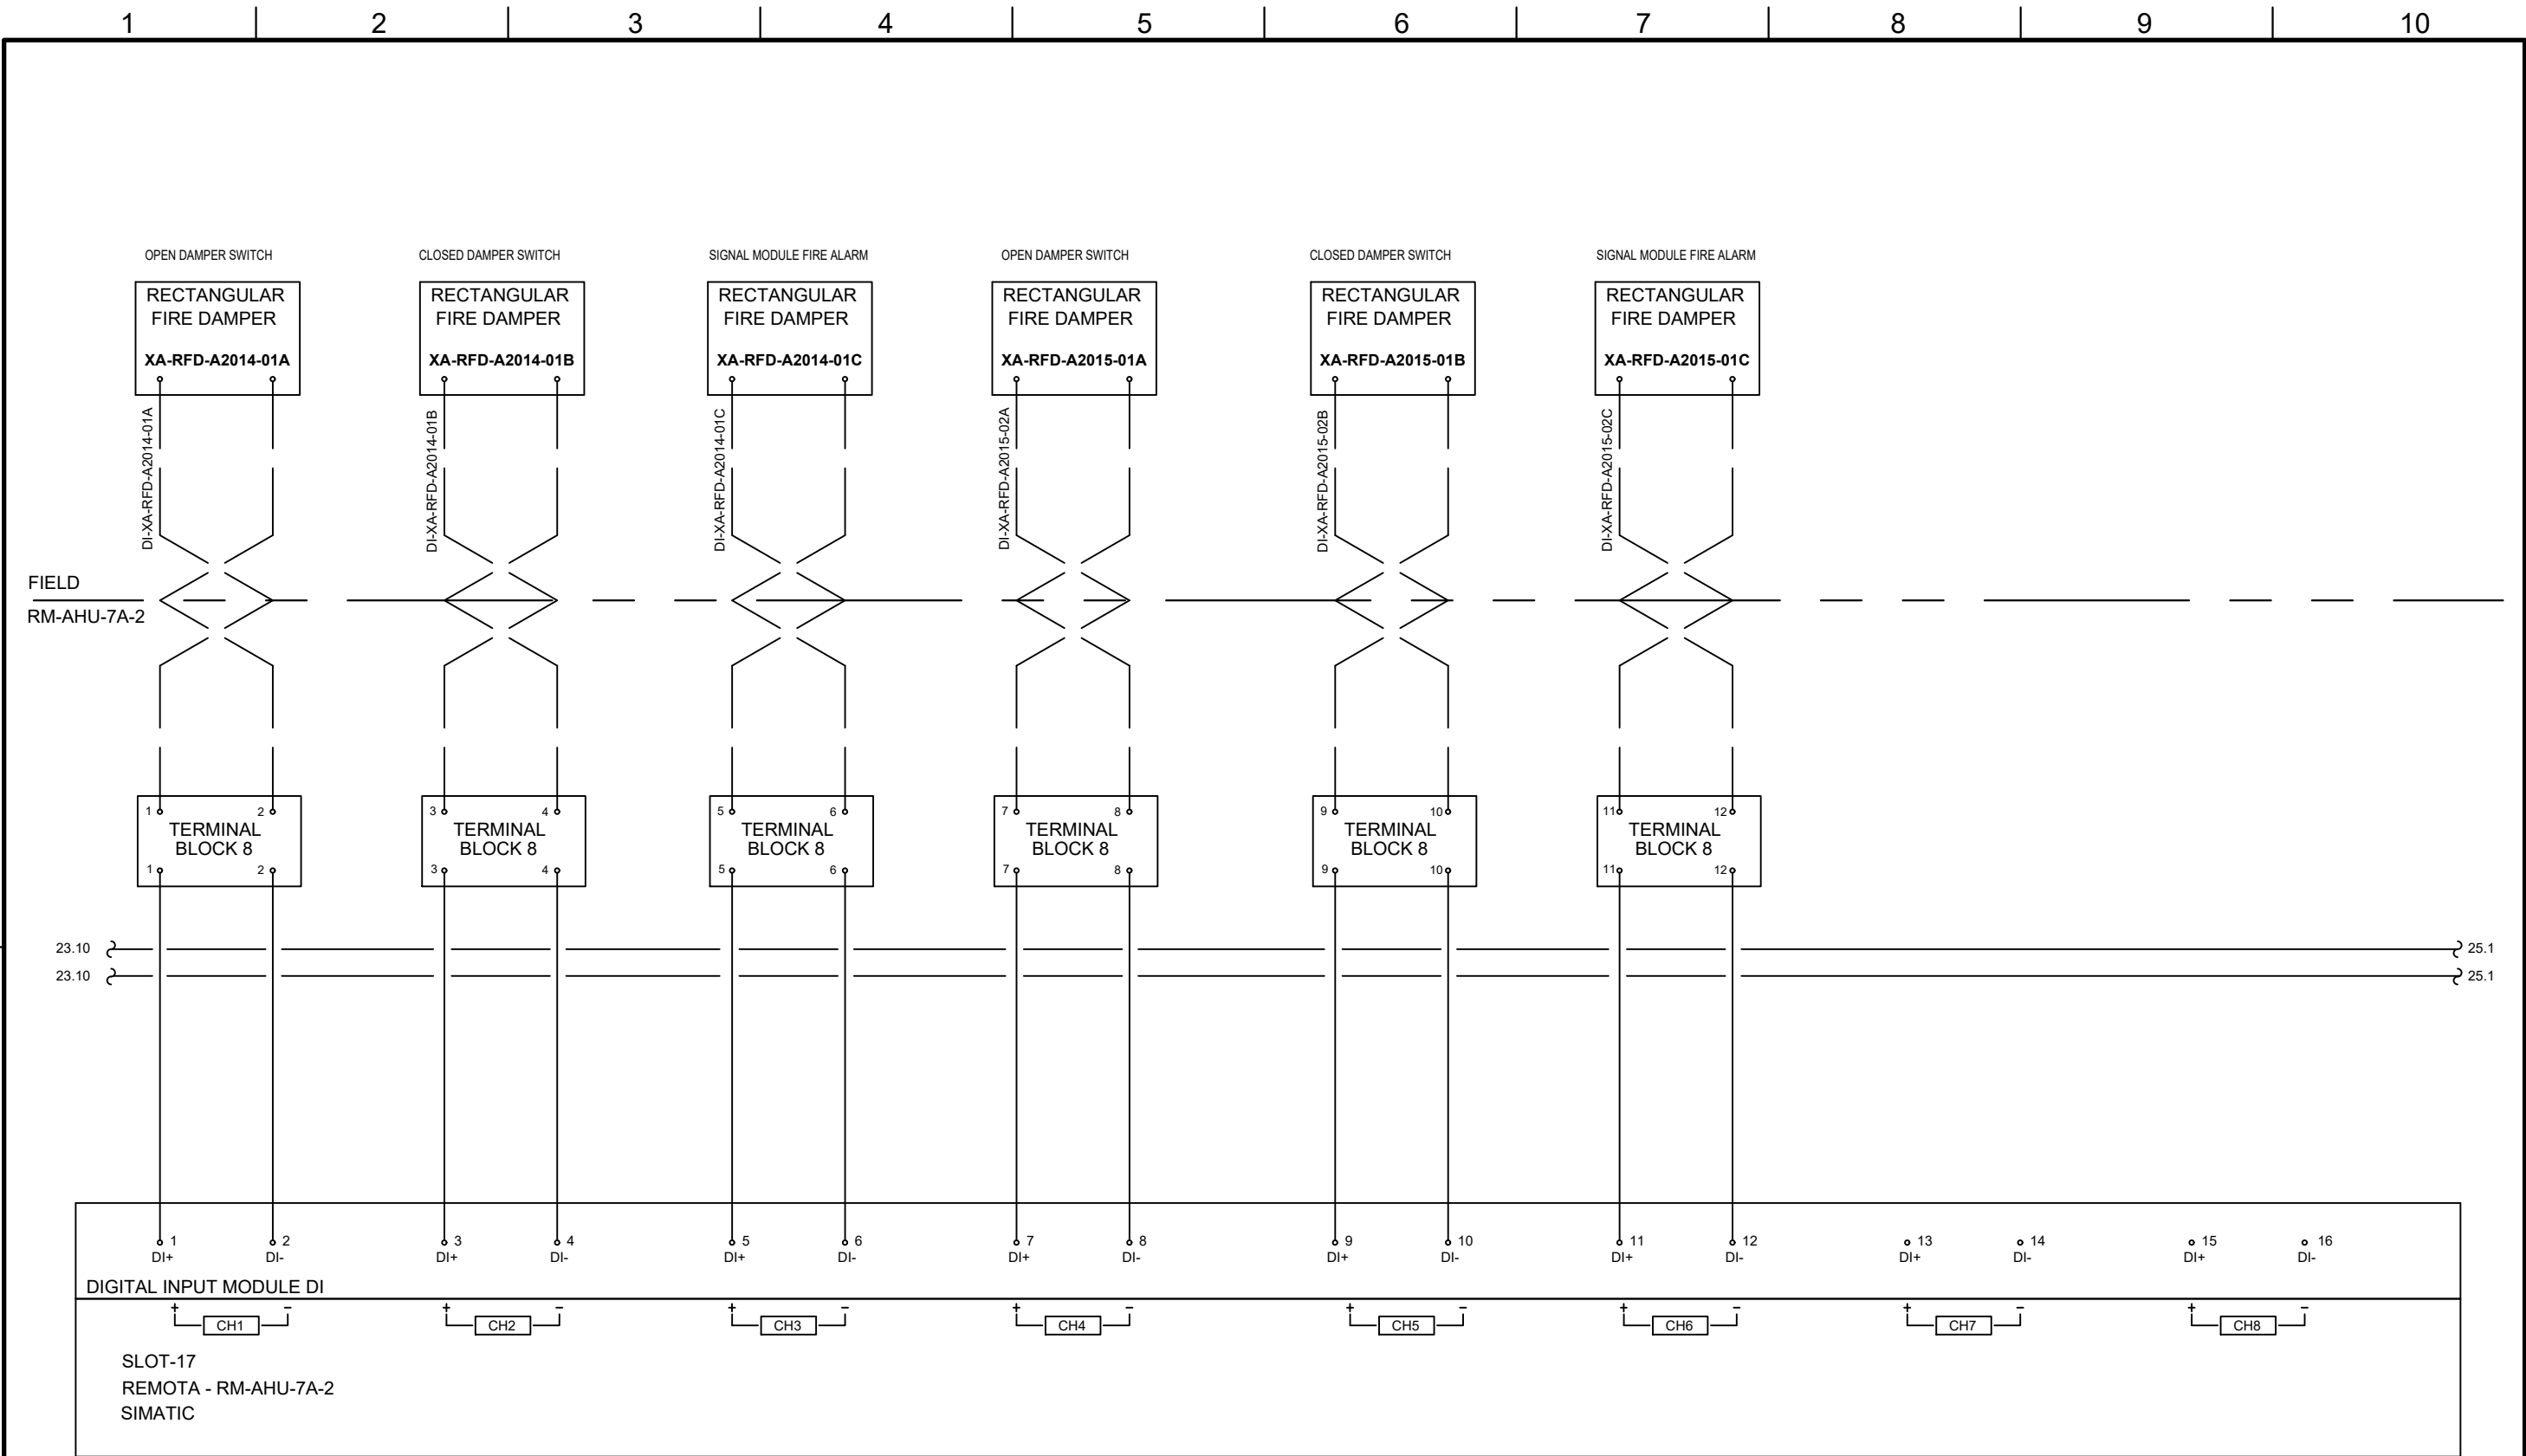 1 2 3 4 5 6 7 8 9 10
OPEN DAMPER SWITCH CLOSED DAMPER SWITCH SIGNAL MODULE FIRE ALARM OPEN DAMPER SWITCH CLOSED DAMPER SWITCH SIGNAL MODULE FIRE ALARM
RECTANGULAR RECTANGULAR RECTANGULAR RECTANGULAR RECTANGULAR RECTANGULAR
FIRE DAMPER FIRE DAMPER FIRE DAMPER FIRE DAMPER FIRE DAMPER FIRE DAMPER
XA-RFD-A2014-01A XA-RFD-A2014-01B XA-RFD-A2014-01C XA-RFD-A2015-01A XA-RFD-A2015-01B XA-RFD-A2015-01C
DI-XA-RFD-A2014-01A DI-XA-RFD-A2014-01B DI-XA-RFD-A2014-01C DI-XA-RFD-A2015-02A DI-XA-RFD-A2015-02B DI-XA-RFD-A2015-02C
FIELD
RM-AHU-7A-2
1 2 3 4 5 6 7 8 9 10 11 12
TERMINAL TERMINAL TERMINAL TERMINAL TERMINAL TERMINAL
BLOCK 8 BLOCK 8 BLOCK 8 BLOCK 8 BLOCK 8 BLOCK 8
1 2 3 4 5 6 7 8 9 10 11 12
23.10 25.1
23.10 25.1
1 2 3 4 5 6 7 8 9 10 11 12 13 14 15 16
DI+ DI- DI+ DI- DI+ DI- DI+ DI- DI+ DI- DI+ DI- DI+ DI- DI+ DI-
DIGITAL INPUT MODULE DI
+ - + - + - + - + - + - + - + -
CH1 CH2 CH3 CH4 CH5 CH6 CH7 CH8
SLOT-17
REMOTA - RM-AHU-7A-2
SIMATIC